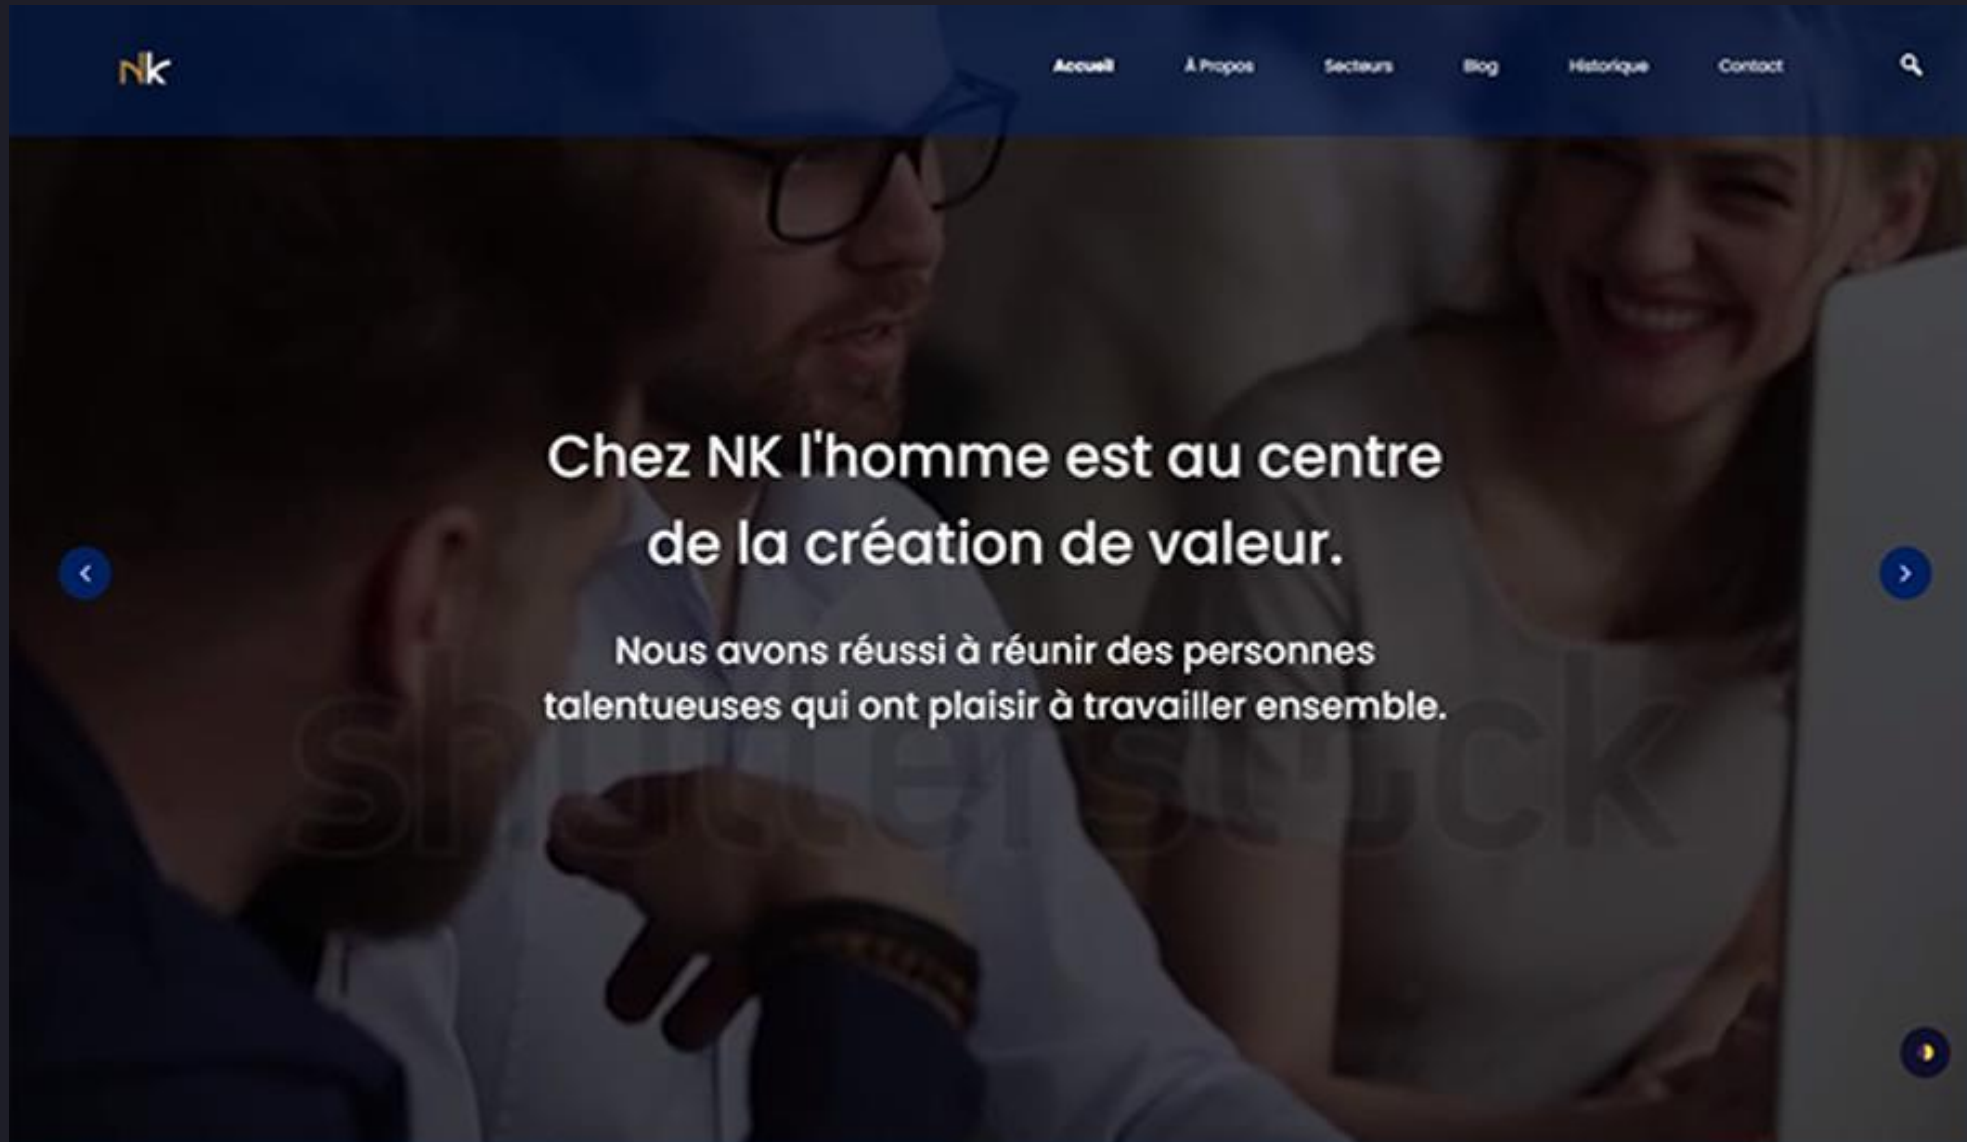 Nk
Accueil
À Propos
Secteurs
Blog
Historique
Contact
Chez NK l'homme est au centre
de la création de valeur.
Nous avons réussi à réunir des personnes
talentueuses qui ont plaisir à travailler ensemble.
shutterstock